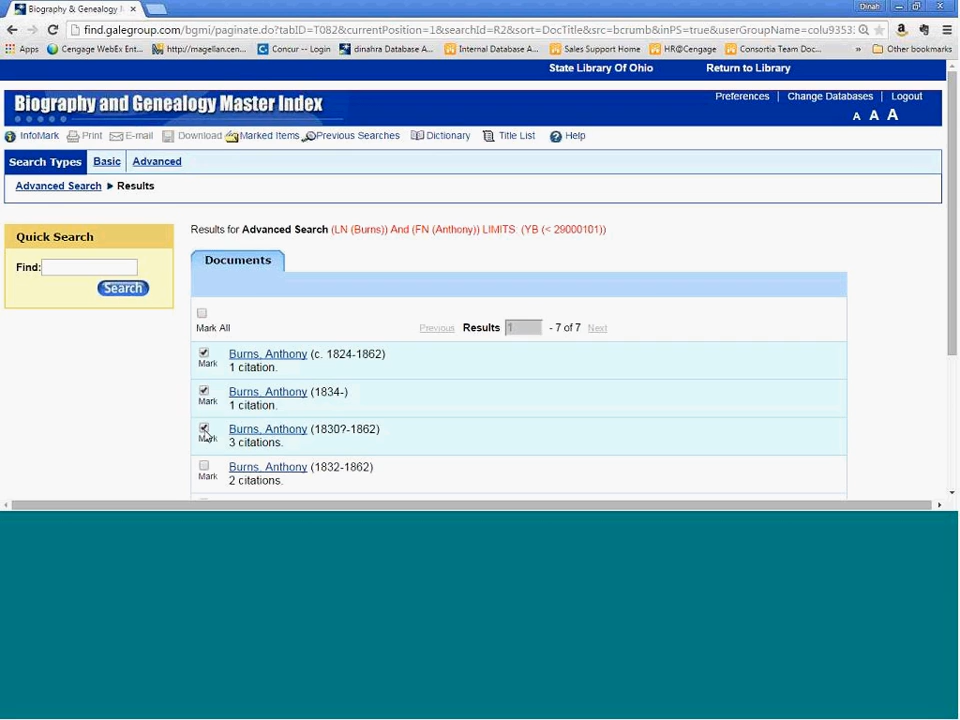 Biography & Genealogy
Dinah
find.galegroup.com/bgmi/paginate.do?tabID=T082&currentPosition=1&searchId=R2&sort=DocTitle&src=bcrumb&inPS=true&userGroupName=colu9353
Apps Cengage WebEx Ent... http://magellan.cen... Concur -- Login dinahra Database A... Internal Database A... Sales Support Home HR@Cengage Consortia Team Doc... » Other bookmarks
State Library Of Ohio Return to Library
Biography and Genealogy Master Index
Preferences | Change Databases | Logout
A A A
InfoMark Print E-mail Download Marked Items Previous Searches Dictionary Title List Help
Search Types Basic Advanced
Advanced Search Results
Quick Search
Find:
Search
Results for Advanced Search (LN (Burns)) And (FN (Anthony)) LIMITS (YB (< 29000101))
Documents
Mark All
Previous Results 1 - 7 of 7 Next
Burns, Anthony (c. 1824-1862)
Mark
1 citation.
Burns, Anthony (1834-)
Mark
1 citation.
Burns, Anthony (1830?-1862)
Mark
3 citations.
Burns, Anthony (1832-1862)
Mark
2 citations.